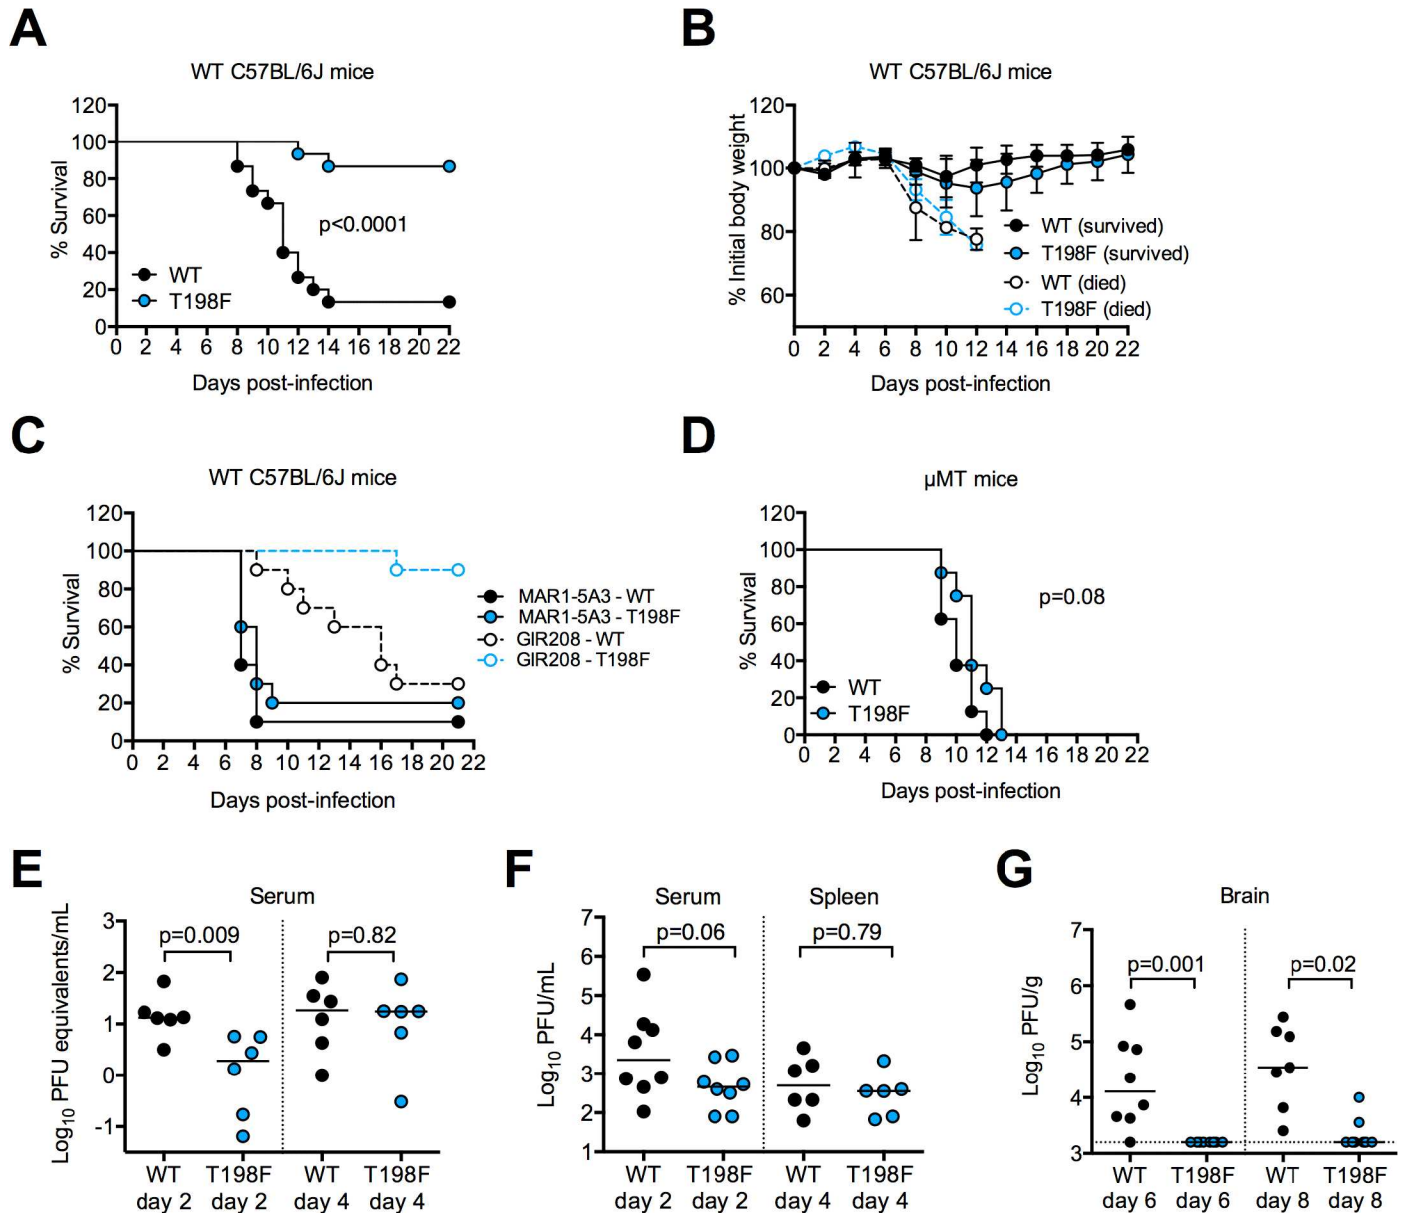 A
WT C57BL/6J mice
% Survival
120
100
80
60
40
20
0
p<0.0001
WT
T198F
0 2 4 6 8 10 12 14 16 18 20 22
Days post-infection
B
WT C57BL/6J mice
% Initial body weight
120
100
80
60
WT (survived)
T198F (survived)
WT (died)
T198F (died)
0 2 4 6 8 10 12 14 16 18 20 22
Days post-infection
C
WT C57BL/6J mice
% Survival
120
100
80
60
40
20
0
MAR1-5A3 - WT
MAR1-5A3 - T198F
GIR208 - WT
GIR208 - T198F
0 2 4 6 8 10 12 14 16 18 20 22
Days post-infection
D
µMT mice
% Survival
120
100
80
60
40
20
0
p=0.08
WT
T198F
0 2 4 6 8 10 12 14 16 18 20 22
Days post-infection
E
Serum
Log10 PFU equivalents/mL
3
2
1
0
-1
p=0.009
p=0.82
WT T198F WT T198F
day 2 day 2 day 4 day 4
F
Serum Spleen
Log10 PFU/mL
7
6
5
4
3
2
1
p=0.06
p=0.79
WT T198F WT T198F
day 2 day 2 day 4 day 4
G
Brain
Log10 PFU/g
7
6
5
4
3
p=0.001
p=0.02
WT T198F WT T198F
day 6 day 6 day 8 day 8